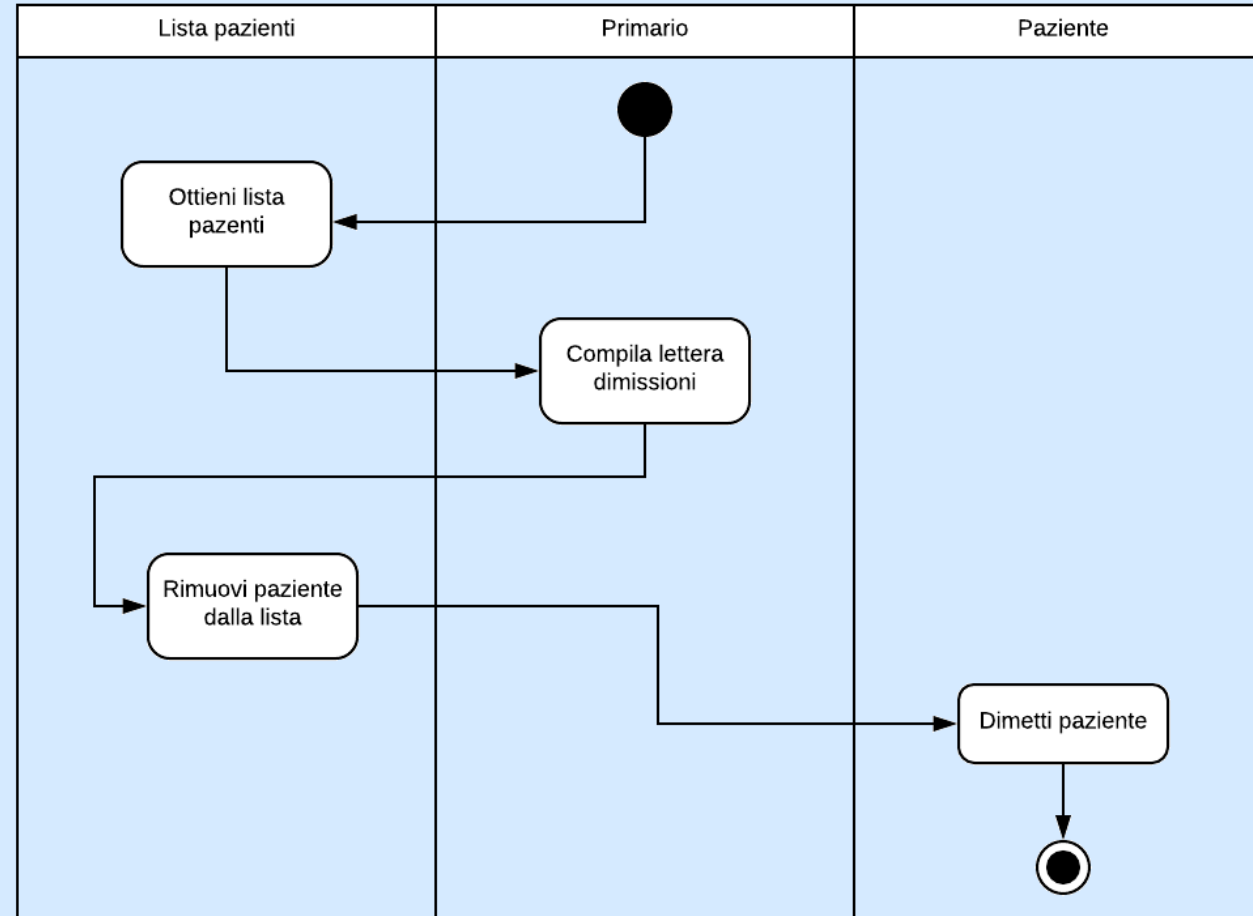 Lista pazienti
Primario
Paziente
Ottieni lista
pazenti
Compila lettera
dimissioni
Rimuovi paziente
dalla lista
Dimetti paziente